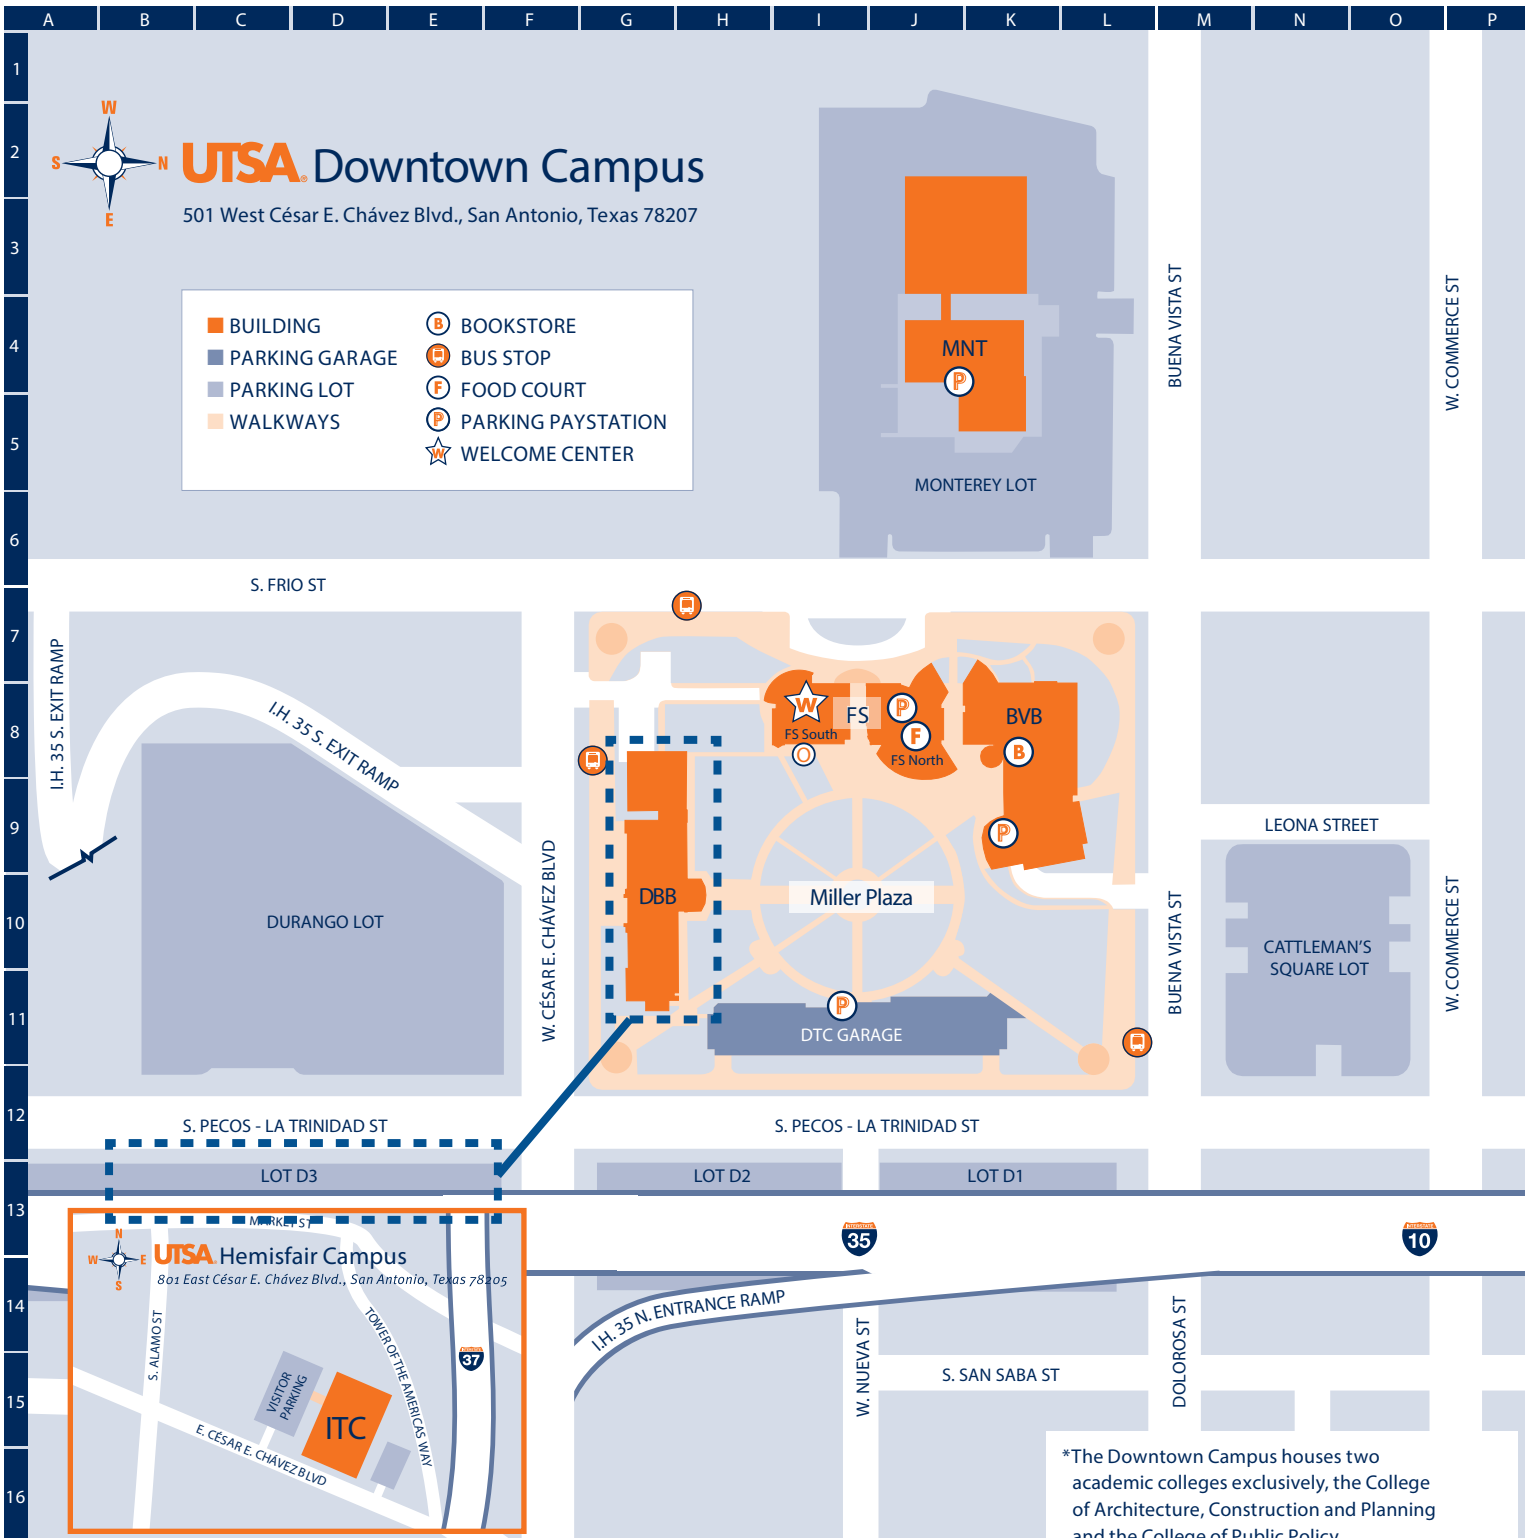 A B C D E F G H I J K L M N O P
1
2
3
4
5
6
7
8
9
10
11
12
13
14
15
16
W
S N
E
UTSA® Downtown Campus
501 West César E. Chávez Blvd., San Antonio, Texas 78207
BUILDING
PARKING GARAGE
PARKING LOT
WALKWAYS
B BOOKSTORE
BUS STOP
F FOOD COURT
P PARKING PAYSTATION
W WELCOME CENTER
MNT
P
MONTEREY LOT
BUENA VISTA ST
W. COMMERCE ST
S. FRIO ST
I.H. 35 S. EXIT RAMP
I.H. 35 S. EXIT RAMP
DURANGO LOT
W. CÉSAR E. CHÁVEZ BLVD
W
FS
FS South
O
P
F
FS North
BVB
B
P
DBB
Miller Plaza
P
DTC GARAGE
LEONA STREET
BUENA VISTA ST
CATTLEMAN'S
SQUARE LOT
W. COMMERCE ST
S. PECOS - LA TRINIDAD ST
S. PECOS - LA TRINIDAD ST
LOT D3
LOT D2
LOT D1
INTERSTATE
35
INTERSTATE
10
MARKET ST
N
W E
S
UTSA Hemisfair Campus
801 East César E. Chávez Blvd., San Antonio, Texas 78205
S. ALAMO ST
TOWER OF THE AMERICAS WAY
INTERSTATE
37
VISITOR
PARKING
ITC
E. CÉSAR E. CHÁVEZ BLVD
I.H. 35 N. ENTRANCE RAMP
W. NUEVA ST
S. SAN SABA ST
DOLOROSA ST
*The Downtown Campus houses two
academic colleges exclusively, the College
of Architecture, Construction and Planning
and the College of Public Policy